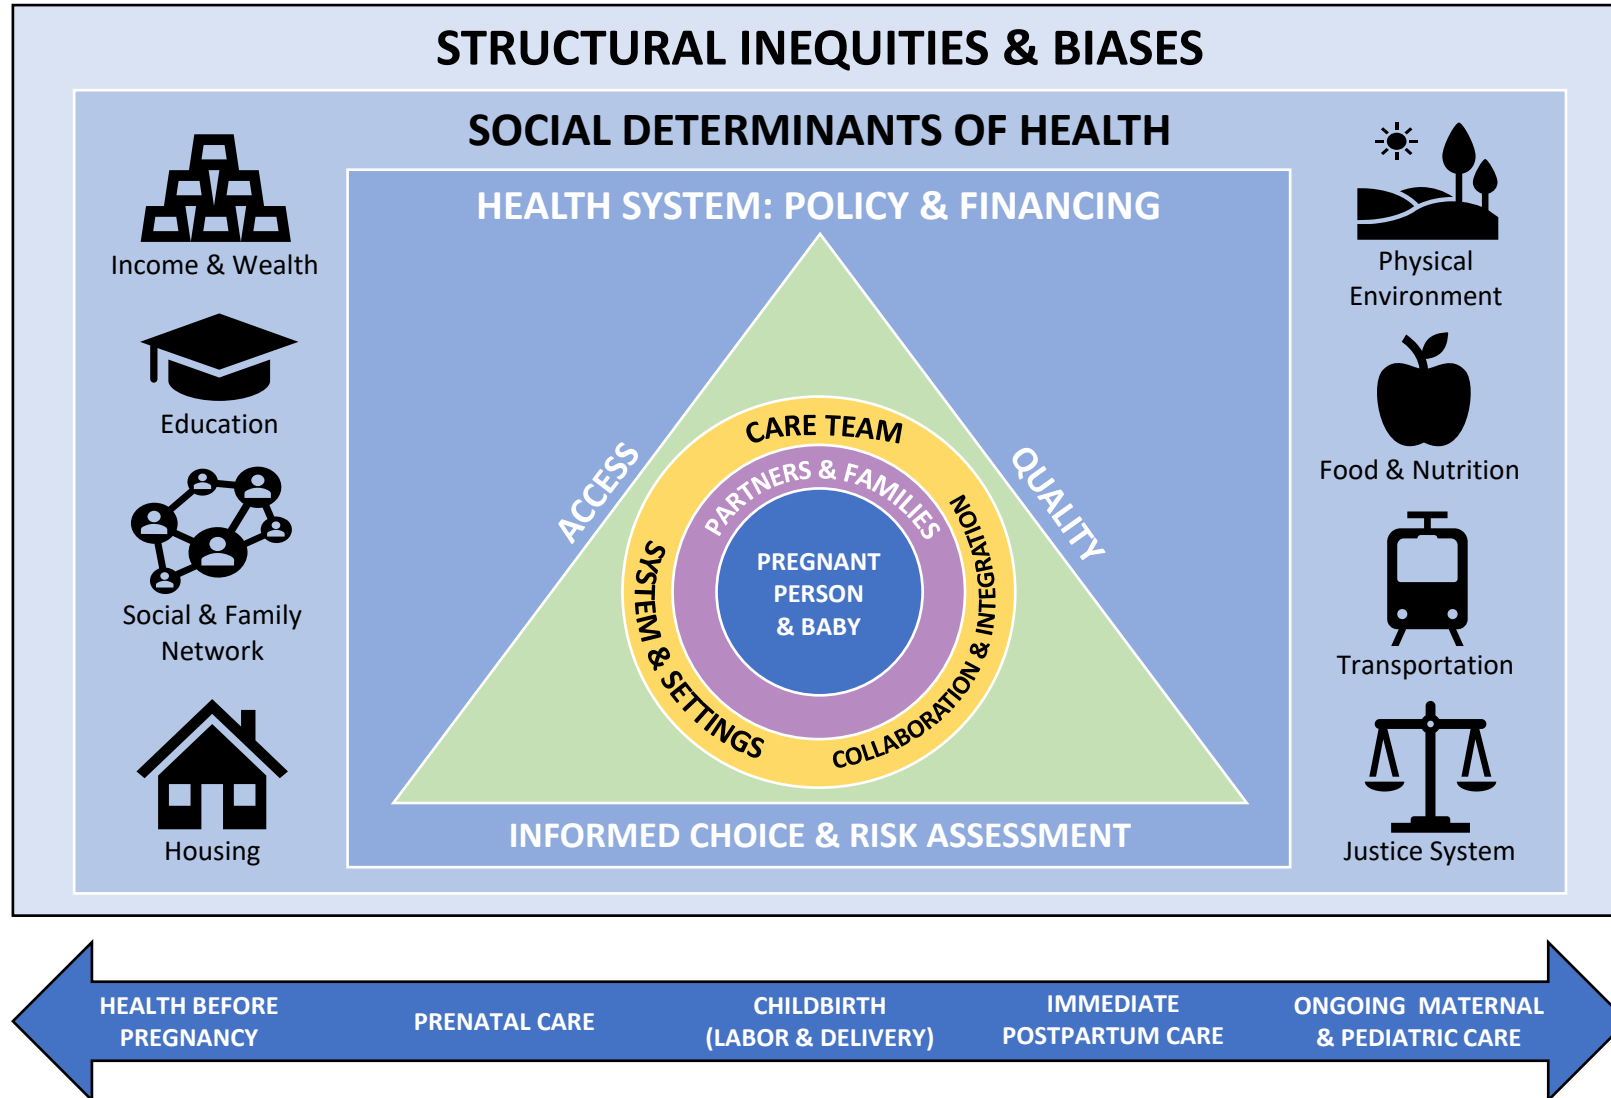 STRUCTURAL INEQUITIES & BIASES
SOCIAL DETERMINANTS OF HEALTH
HEALTH SYSTEM: POLICY & FINANCING
Income & Wealth
Education
Social & Family
Network
Housing
ACCESS
QUALITY
INFORMED CHOICE & RISK ASSESSMENT
CARE TEAM
SYSTEM & SETTINGS
COLLABORATION & INTEGRATION
PARTNERS & FAMILIES
PREGNANT
PERSON
& BABY
Physical
Environment
Food & Nutrition
Transportation
Justice System
HEALTH BEFORE
PREGNANCY
PRENATAL CARE
CHILDBIRTH
(LABOR & DELIVERY)
IMMEDIATE
POSTPARTUM CARE
ONGOING MATERNAL
& PEDIATRIC CARE